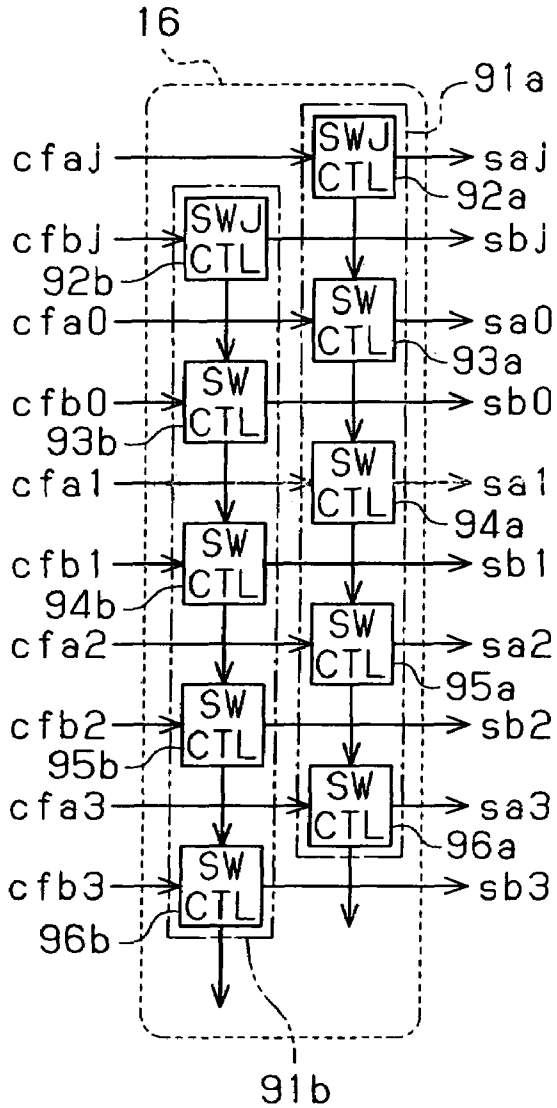 16
91a
cfaj
SWJ
CTL
saj
92a
cfbj
SWJ
CTL
sbj
92b
cfa0
SW
CTL
sa0
93a
cfb0
SW
CTL
sb0
93b
cfa1
SW
CTL
sa1
94a
cfb1
SW
CTL
sb1
94b
cfa2
SW
CTL
sa2
95a
cfb2
SW
CTL
sb2
95b
cfa3
SW
CTL
sa3
96a
cfb3
SW
CTL
sb3
96b
91b